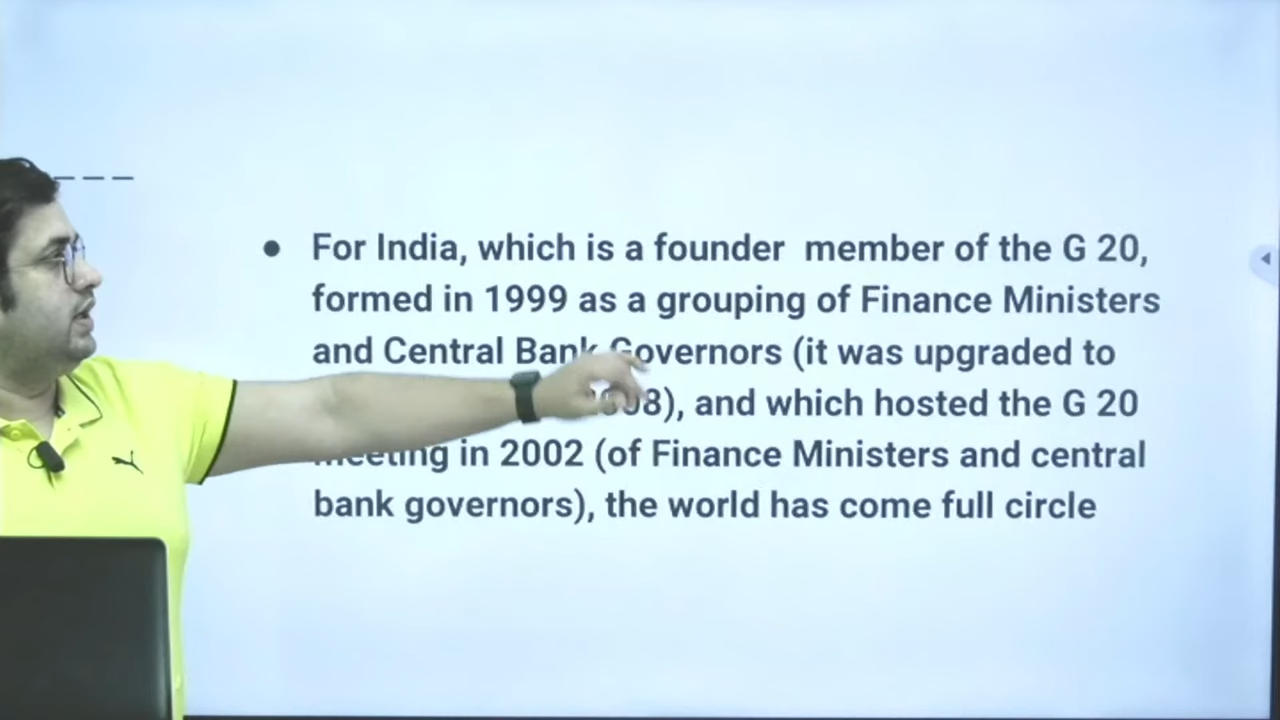 For India, which is a founder member of the G 20,
formed in 1999 as a grouping of Finance Ministers
and Central Bank Governors (it was upgraded to
and which hosted the G 20
meeting in 2002 (of Finance Ministers and central
bank governors), the world has come full circle